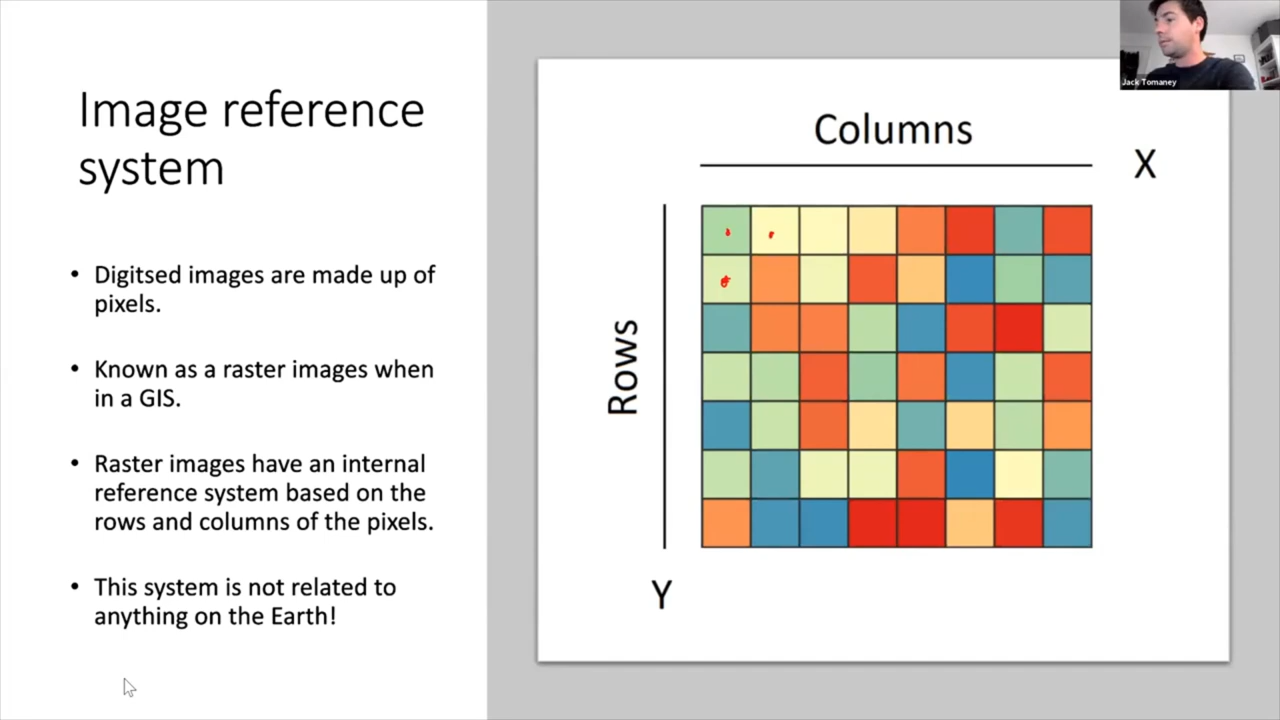 Image reference
system
• Digitsed images are made up of
pixels.
• Known as a raster images when
in a GIS.
• Raster images have an internal
reference system based on the
rows and columns of the pixels.
• This system is not related to
anything on the Earth!
Columns
X
Rows
Y
Jack Tomaney